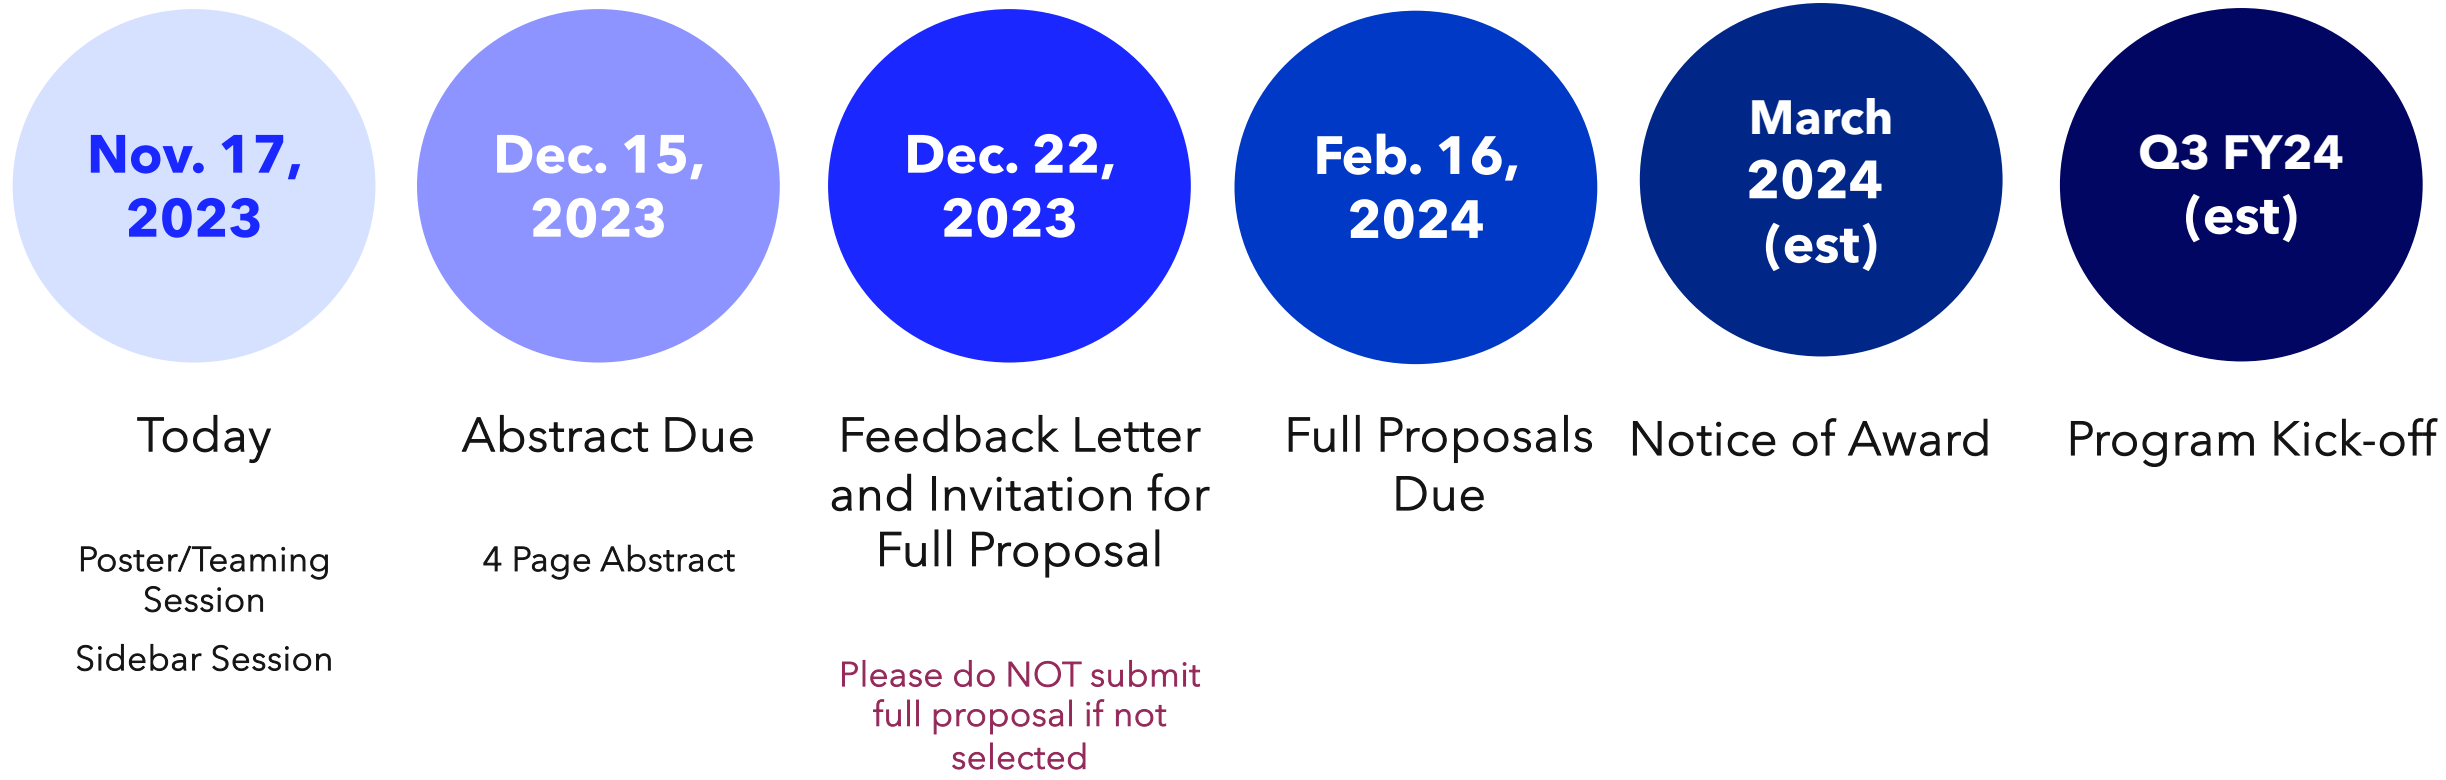 Nov. 17,
2023
Today
Poster/Teaming
Session
Sidebar Session
Dec. 15,
2023
Abstract Due
4 Page Abstract
Dec. 22,
2023
Feedback Letter
and Invitation for
Full Proposal
Please do NOT submit
full proposal if not
selected
Feb. 16,
2024
Full Proposals
Due
March
2024
(est)
Notice of Award
Q3 FY24
(est)
Program Kick-off